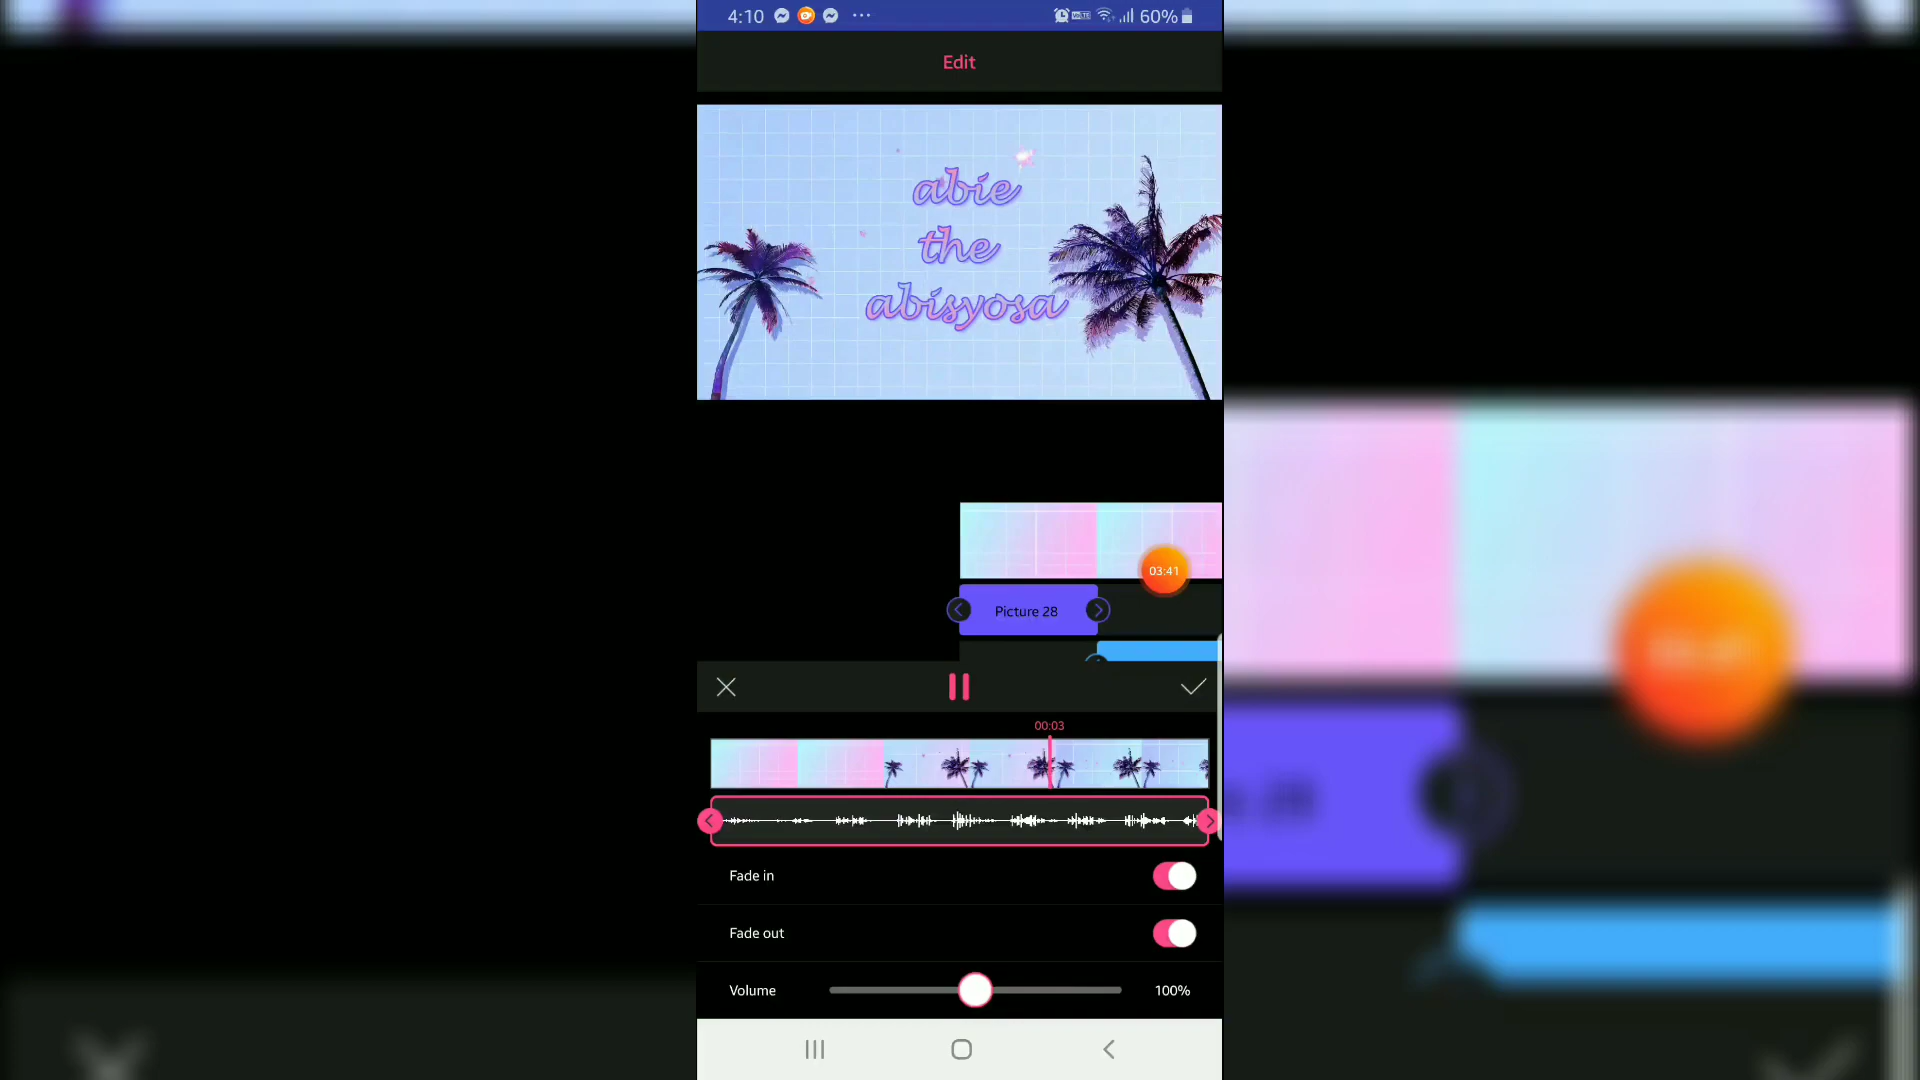 4:10
60%
Edit
abie
the
abisyosa
03:41
Picture 28
00:03
Fade in
Fade out
Volume 100%